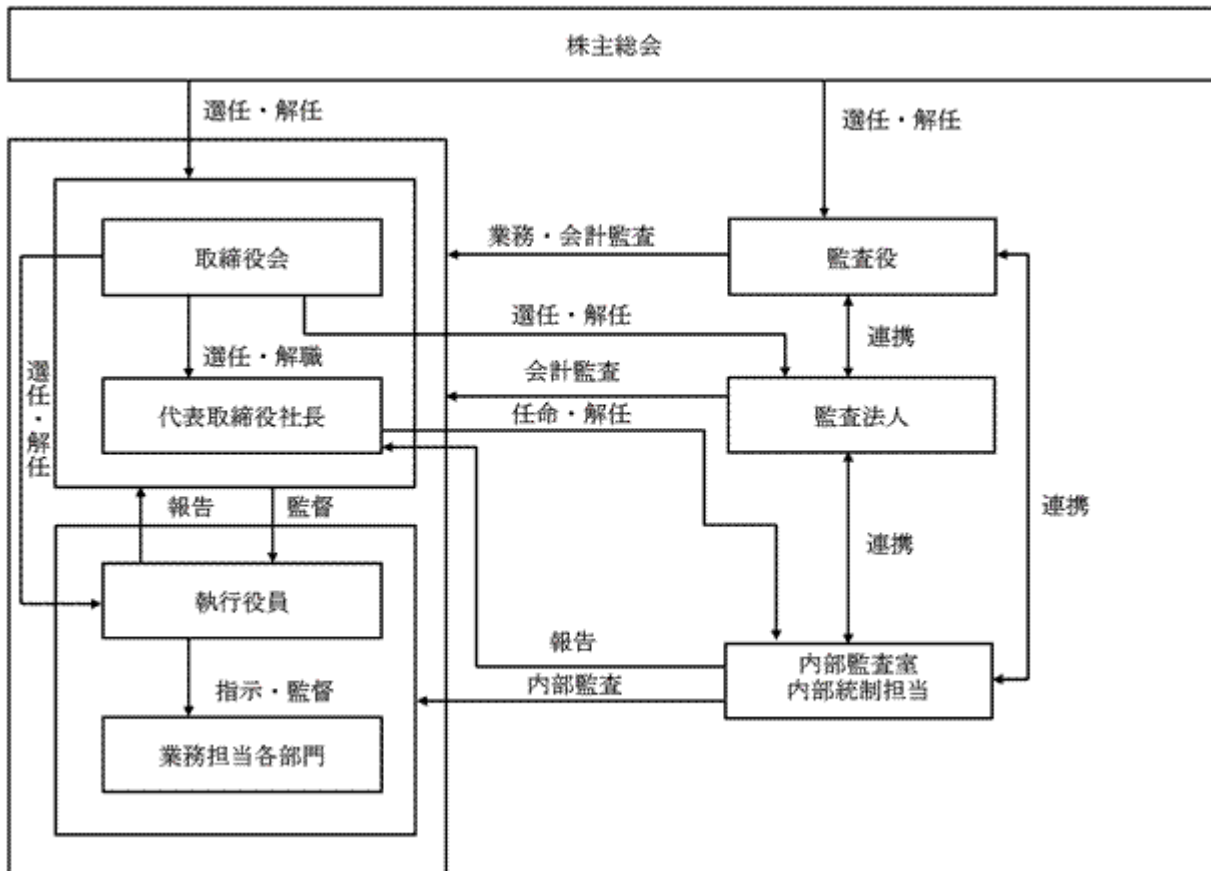 株主総会
選任・解任
選任・解任
取締役会
業務・会計監査
監査役
選任・解任
連携
選任・解職
会計監査
選任・解任
代表取締役社長
任命・解任
監査法人
報告
監督
連携
連携
執行役員
報告
内部監査室
内部統制担当
内部監査
指示・監督
業務担当各部門